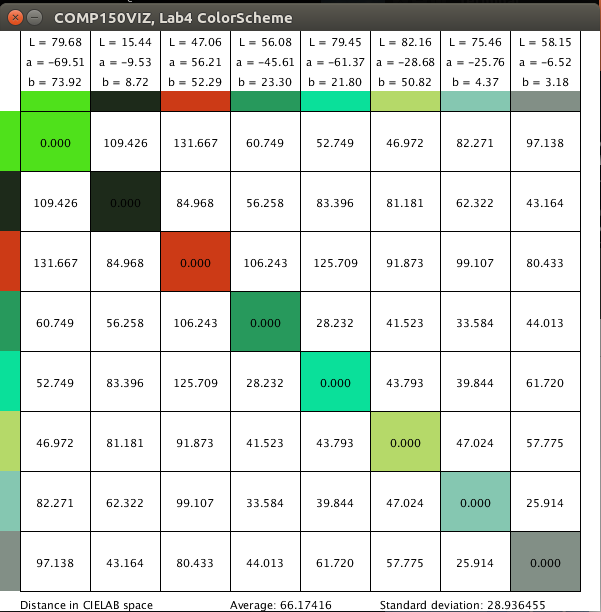 COMP150VIZ, Lab4 ColorScheme
L = 79.68 L = 15.44 L = 47.06 L = 56.08 L = 79.45 L = 82.16 L = 75.46 L = 58.15
a = -69.51 a = -9.53 a = 56.21 a = -45.61 a = -61.37 a = -28.68 a = -25.76 a = -6.52
b = 73.92 b = 8.72 b = 52.29 b = 23.30 b = 21.80 b = 50.82 b = 4.37 b = 3.18
0.000 109.426 131.667 60.749 52.749 46.972 82.271 97.138
109.426 0.000 84.968 56.258 83.396 81.181 62.322 43.164
131.667 84.968 0.000 106.243 125.709 91.873 99.107 80.433
60.749 56.258 106.243 0.000 28.232 41.523 33.584 44.013
52.749 83.396 125.709 28.232 0.000 43.793 39.844 61.720
46.972 81.181 91.873 41.523 43.793 0.000 47.024 57.775
82.271 62.322 99.107 33.584 39.844 47.024 0.000 25.914
97.138 43.164 80.433 44.013 61.720 57.775 25.914 0.000
Distance in CIELAB space Average: 66.17416 Standard deviation: 28.936455